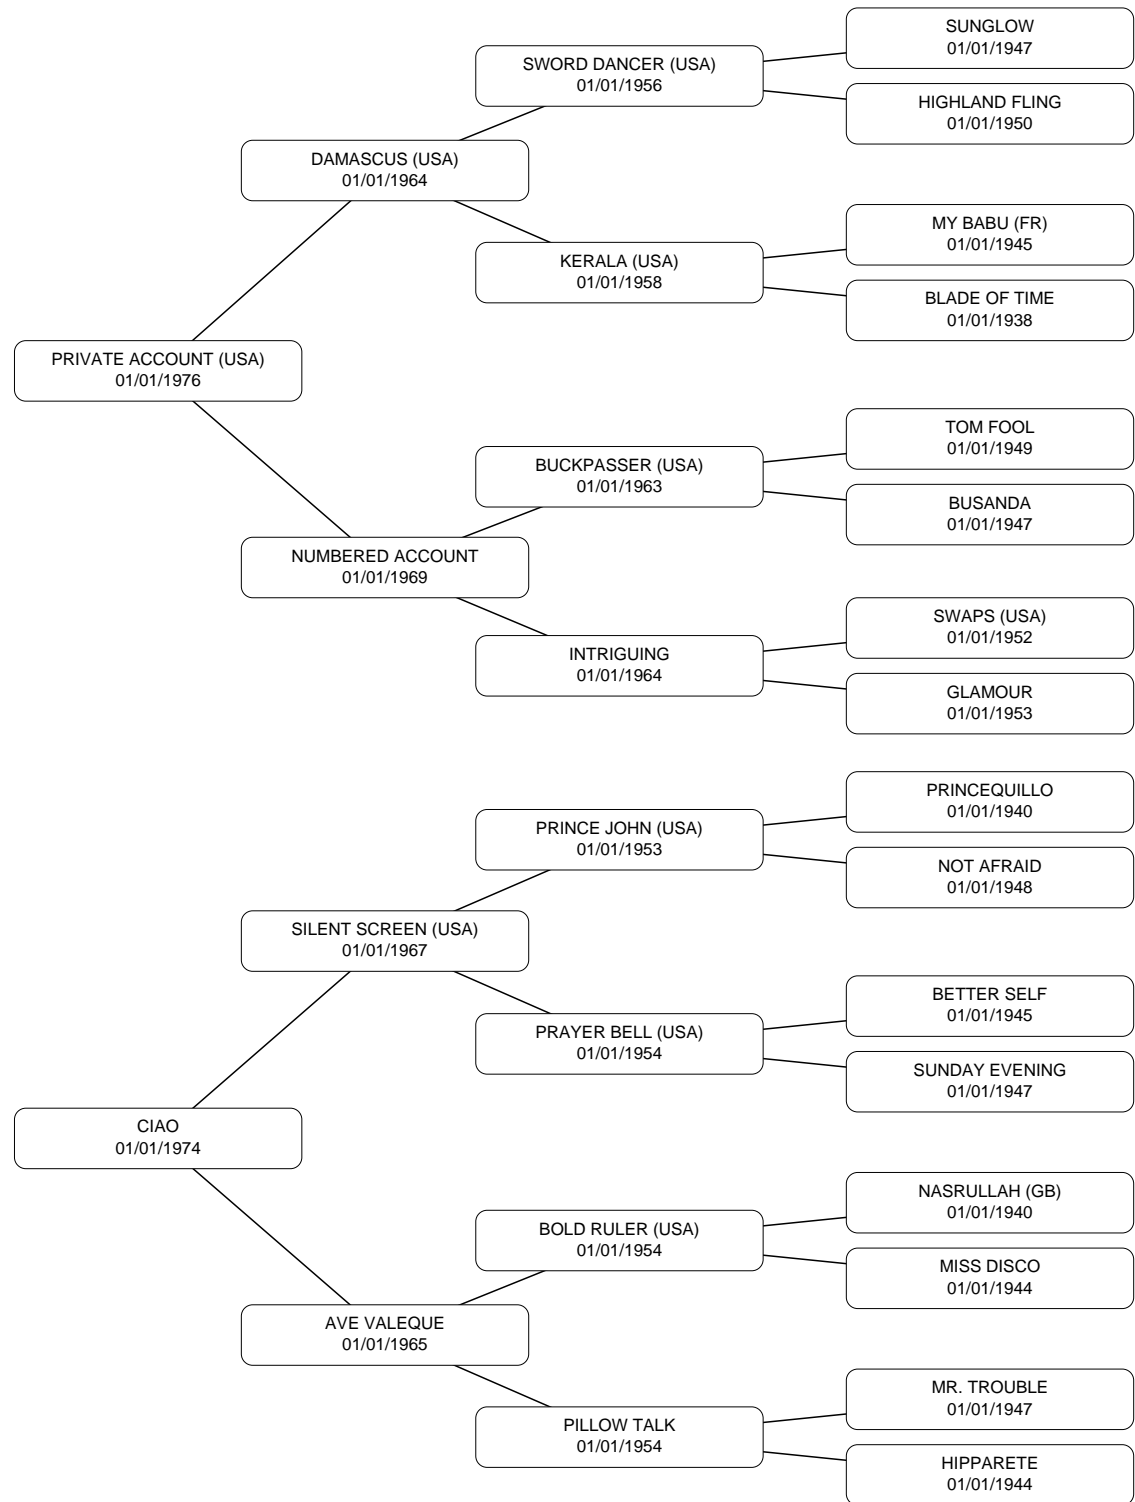 SUNGLOW
01/01/1947
SWORD DANCER (USA)
01/01/1956
HIGHLAND FLING
01/01/1950
DAMASCUS (USA)
01/01/1964
MY BABU (FR)
01/01/1945
KERALA (USA)
01/01/1958
BLADE OF TIME
01/01/1938
PRIVATE ACCOUNT (USA)
01/01/1976
TOM FOOL
01/01/1949
BUCKPASSER (USA)
01/01/1963
BUSANDA
01/01/1947
NUMBERED ACCOUNT
01/01/1969
SWAPS (USA)
01/01/1952
INTRIGUING
01/01/1964
GLAMOUR
01/01/1953
PRINCEQUILLO
01/01/1940
PRINCE JOHN (USA)
01/01/1953
NOT AFRAID
01/01/1948
SILENT SCREEN (USA)
01/01/1967
BETTER SELF
01/01/1945
PRAYER BELL (USA)
01/01/1954
SUNDAY EVENING
01/01/1947
CIAO
01/01/1974
NASRULLAH (GB)
01/01/1940
BOLD RULER (USA)
01/01/1954
MISS DISCO
01/01/1944
AVE VALEQUE
01/01/1965
MR. TROUBLE
01/01/1947
PILLOW TALK
01/01/1954
HIPPARETE
01/01/1944